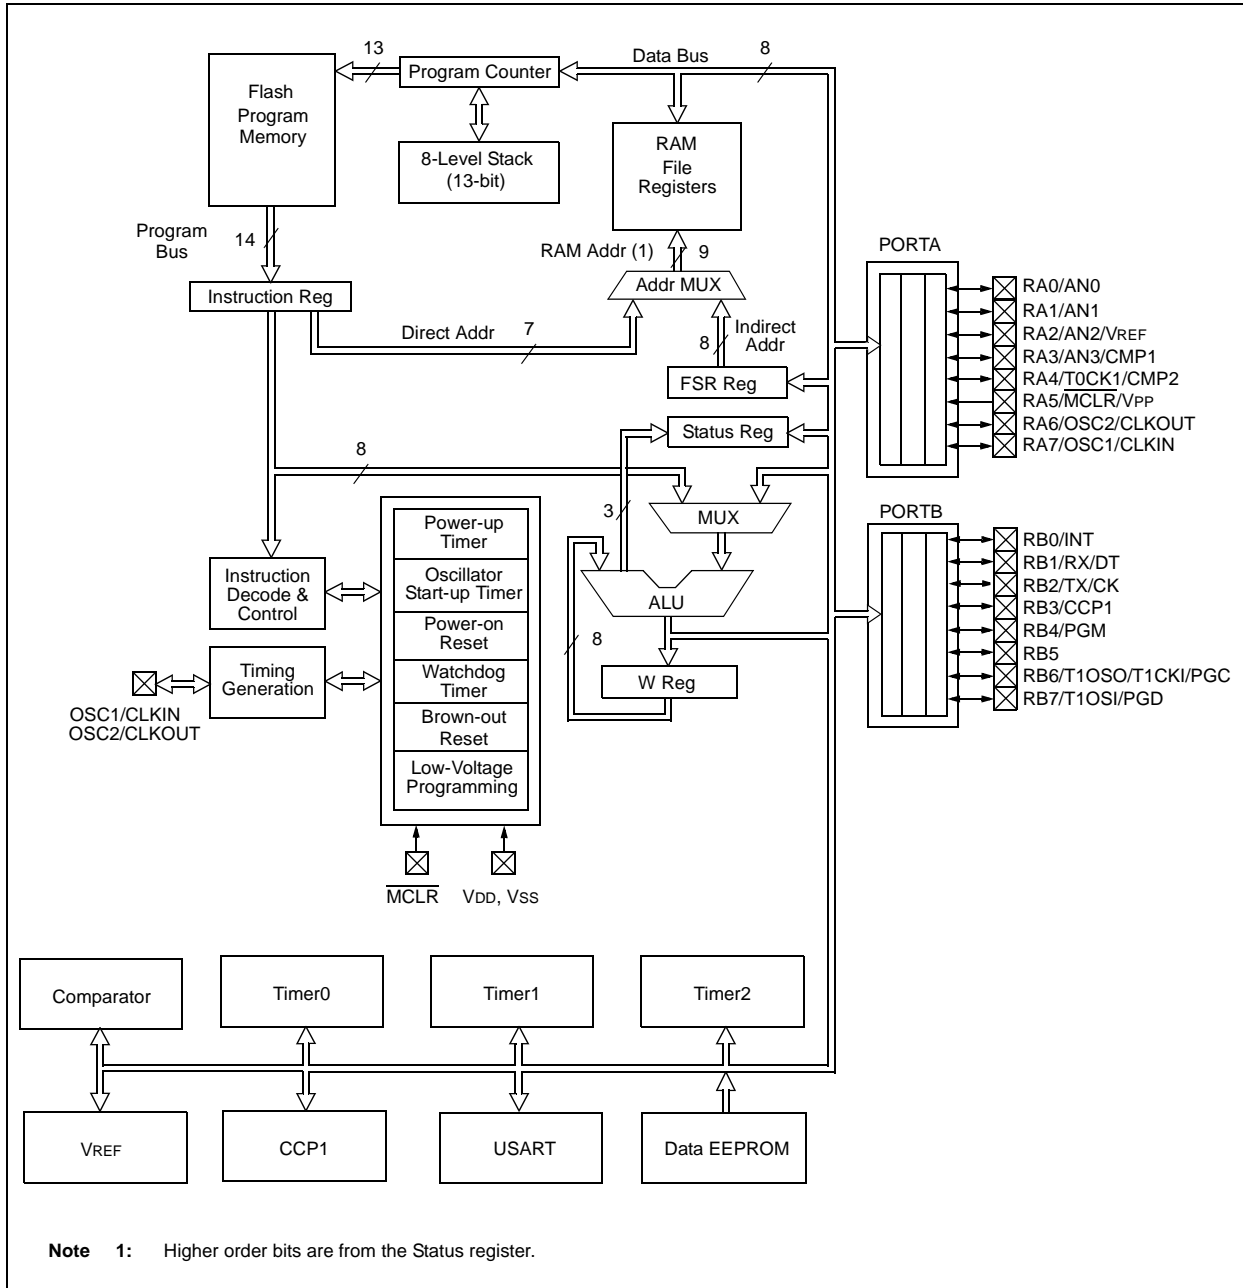 13
Data Bus
8
Program Counter
Flash
Program
Memory
8-Level Stack
(13-bit)
RAM
File
Registers
Program
Bus
14
RAM Addr (1)
9
PORTA
Instruction Reg
Addr MUX
Direct Addr
7
8
Indirect
Addr
FSR Reg
Status Reg
RA0/AN0
RA1/AN1
RA2/AN2/VREF
RA3/AN3/CMP1
RA4/T0CK1/CMP2
RA5/MCLR/VPP
RA6/OSC2/CLKOUT
RA7/OSC1/CLKIN
8
3
MUX
PORTB
Power-up
Timer
Oscillator
Start-up Timer
Power-on
Reset
Watchdog
Timer
Brown-out
Reset
Low-Voltage
Programming
Instruction
Decode &
Control
Timing
Generation
OSC1/CLKIN
OSC2/CLKOUT
ALU
8
W Reg
RB0/INT
RB1/RX/DT
RB2/TX/CK
RB3/CCP1
RB4/PGM
RB5
RB6/T1OSO/T1CKI/PGC
RB7/T1OSI/PGD
MCLR
VDD, VSS
Comparator
Timer0
Timer1
Timer2
VREF
CCP1
USART
Data EEPROM
Note 1: Higher order bits are from the Status register.